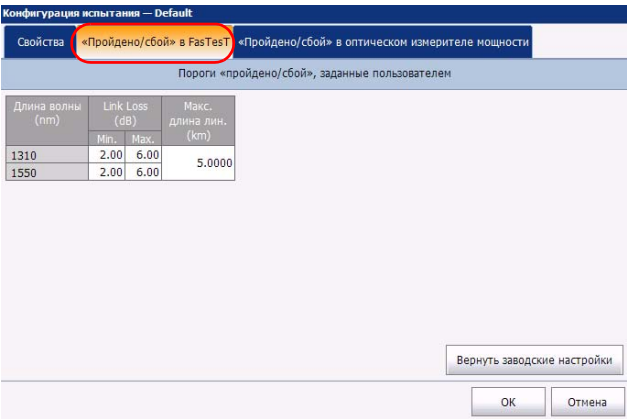 Конфигурация испытания — Default
Свойства «Пройдено/сбой» в FasTesT «Пройдено/сбой» в оптическом измерителе мощности
Пороги «пройдено/сбой», заданные пользователем
Длина волны Link Loss Макс.
(nm) (dB) длина лин.
Min. Max. (km)
1310 2.00 6.00 5.0000
1550 2.00 6.00
Вернуть заводские настройки
OK Отмена